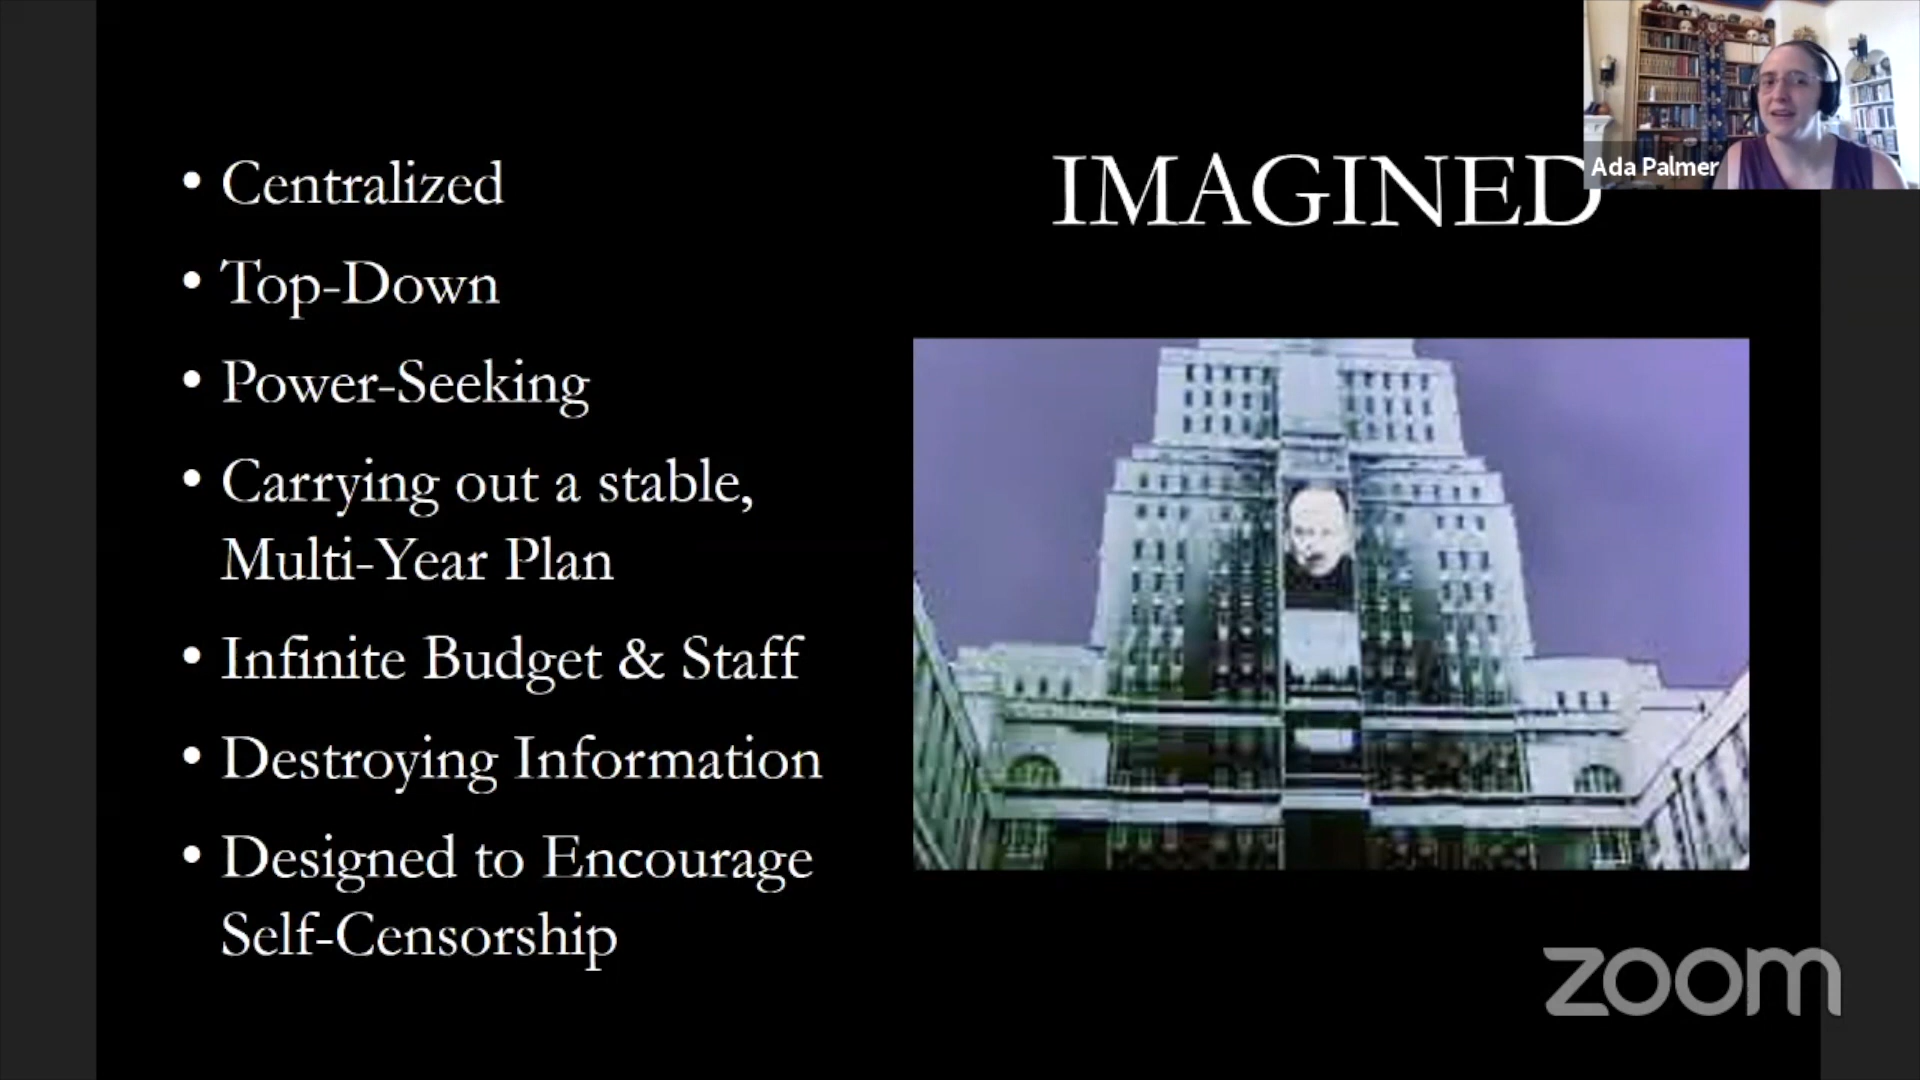 • Centralized
• Top-Down
• Power-Seeking
• Carrying out a stable,
Multi-Year Plan
• Infinite Budget & Staff
• Destroying Information
• Designed to Encourage
Self-Censorship
IMAGINED
Ada Palmer
zoom